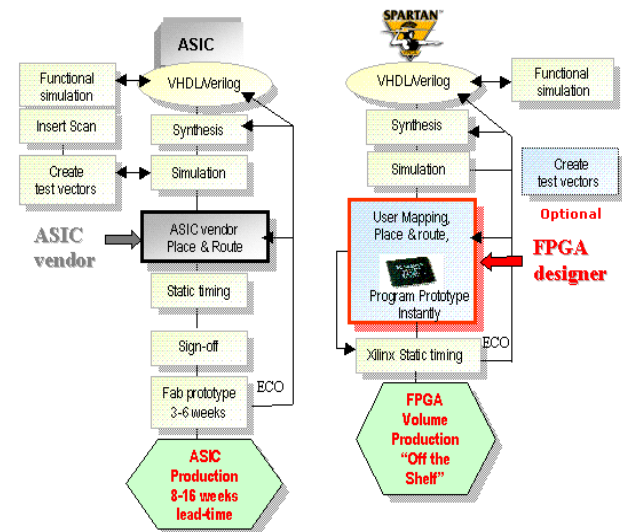 ASIC
Functional
simulation
VHDL/Verilog
Insert Scan
Synthesis
Create
test vectors
Simulation
ASIC
vendor
ASIC vendor
Place & Route
Static timing
Sign-off
Fab prototype
3-6 weeks
ECO
ASIC
Production
8-16 weeks
lead-time
SPARTAN
VHDL/Verilog
Functional
simulation
Synthesis
Simulation
Create
test vectors
Optional
User Mapping,
Place & route,
Program Prototype
Instantly
FPGA
designer
Xilinx Static timing
ECO
FPGA
Volume
Production
"Off the
Shelf"